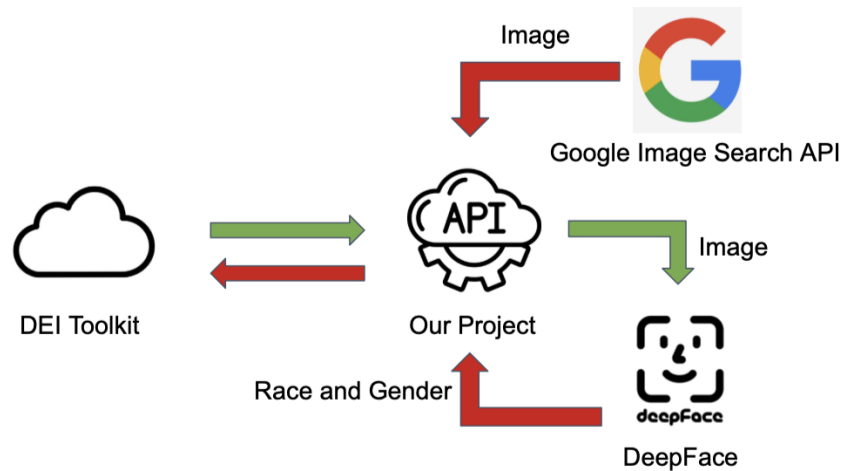 Image
Google Image Search API
API
Image
DEI Toolkit
Our Project
Race and Gender
deepFace
DeepFace